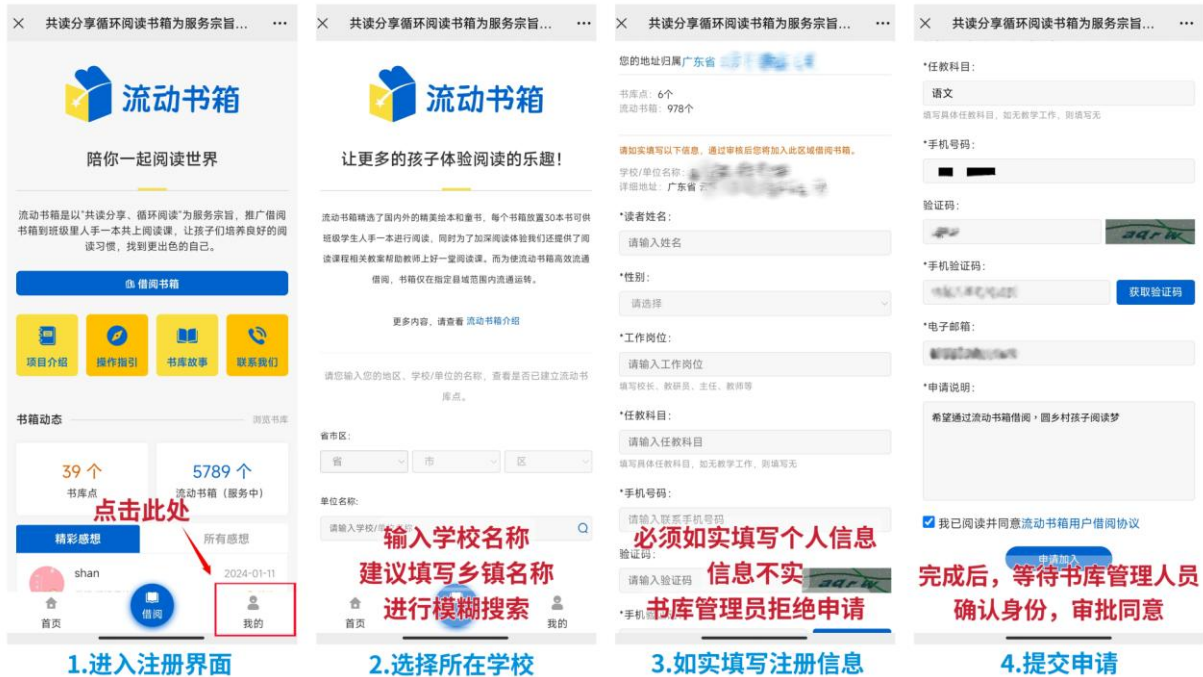 共读分享循环阅读书箱为服务宗旨...
流动书箱
陪你一起阅读世界
流动书箱是以“共读分享、循环阅读”为服务宗旨，推广借阅
书箱到班级里人手一本共上阅读课，让孩子们培养良好的阅
读习惯，找到更出色的自己。
借阅书箱
项目介绍 操作指引 书库故事 联系我们
书箱动态 浏览书库
39 个 5789 个
书库点 流动书箱（服务中）
点击此处
精彩感想 所有感想
shan 2024-01-11
首页 借阅 我的
1.进入注册界面
共读分享循环阅读书箱为服务宗旨...
流动书箱
让更多的孩子体验阅读的乐趣！
流动书箱精选了国内外的精美绘本和童书，每个书箱放置30本书可供
班级学生人手一本进行阅读，同时为了加深阅读体验我们还提供了阅
读课程相关教案帮助教师上好一堂阅读课。而为使流动书箱高效流通
借阅，书箱仅在指定县域范围内流通运转。
更多内容，请查看 流动书箱介绍
请您输入您的地区、学校/单位的名称，查看是否已建立流动书
库点。
省市区：
省 市 区
单位名称：
请输入学校/单位名称
输入学校名称
建议填写乡镇名称
进行模糊搜索
首页 我的
2.选择所在学校
共读分享循环阅读书箱为服务宗旨...
您的地址归属广东省
书库点：6个
流动书箱：978个
请如实填写以下信息，通过审核后您将加入此区域借阅书箱。
学校/单位名称：
详细地址：广东省
*读者姓名：
请输入姓名
*性别：
请选择
*工作岗位：
请输入工作岗位
填写校长、教研员、主任、教师等
*任教科目：
请输入任教科目
填写具体任教科目，如无教学工作，则填写无
*手机号码：
请输入联系手机号码
必须如实填写个人信息
验证码：
信息不实
请输入验证码 aqrw
书库管理员拒绝申请
3.如实填写注册信息
共读分享循环阅读书箱为服务宗旨...
*任教科目：
语文
填写具体任教科目，如无教学工作，则填写无
*手机号码：
验证码：
aqrw
*手机验证码：
获取验证码
*电子邮箱：
*申请说明：
希望通过流动书箱借阅，圆乡村孩子阅读梦
我已阅读并同意流动书箱用户借阅协议
申请加入
完成后，等待书库管理人员
确认身份，审批同意
4.提交申请